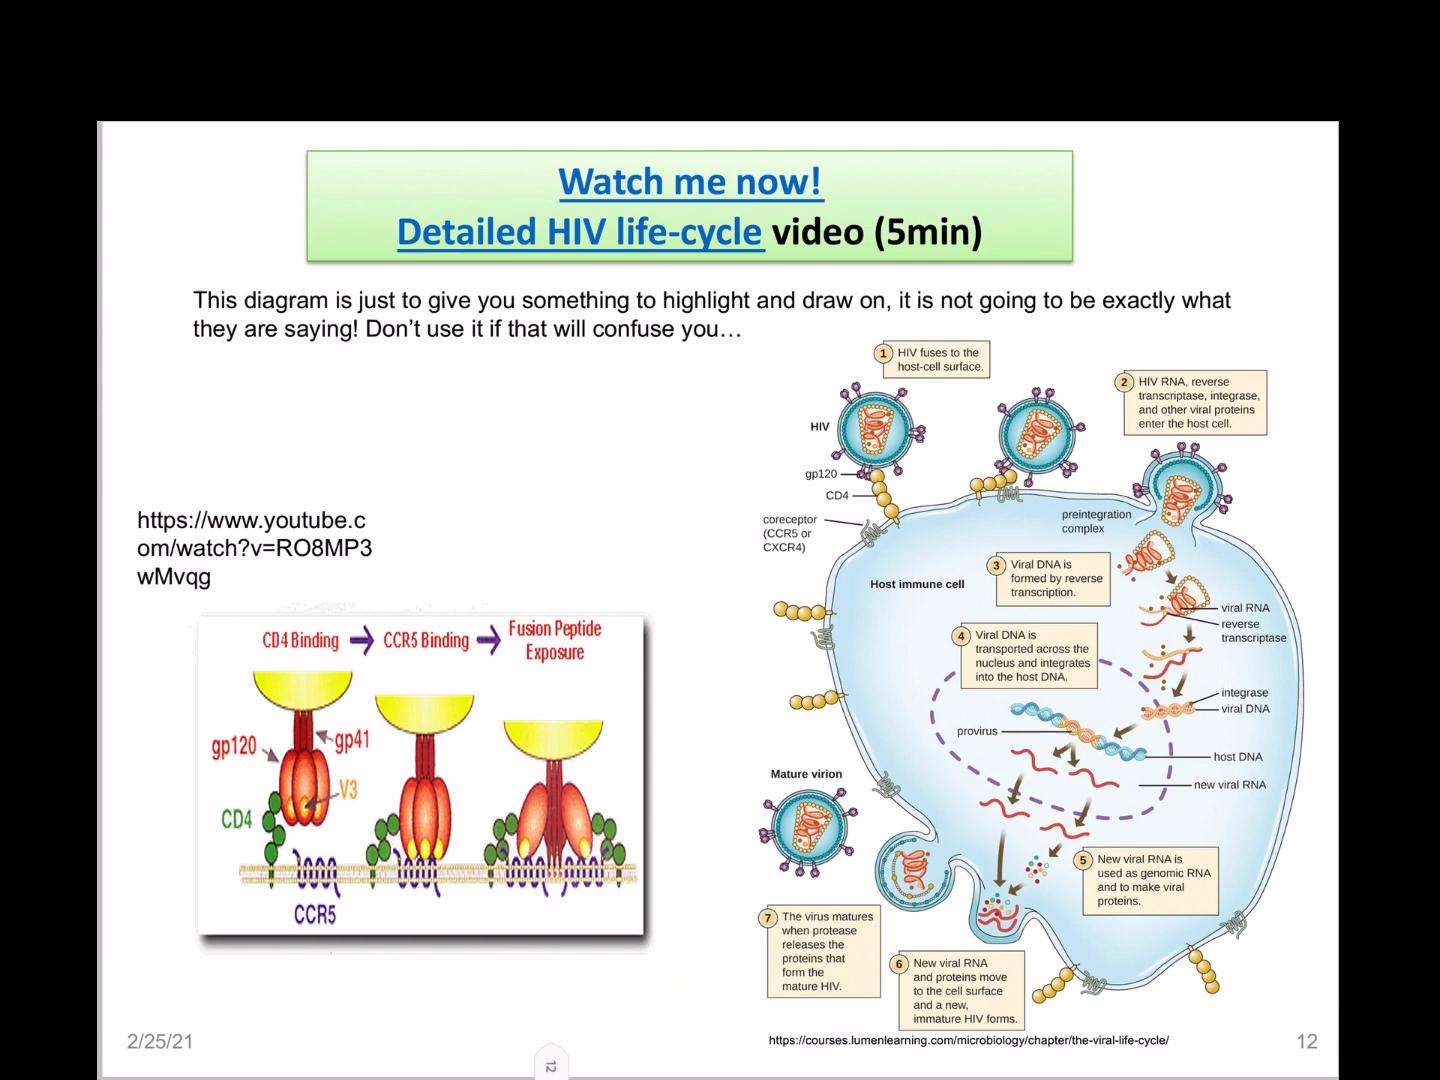 Watch me now!
Detailed HIV life-cycle video (5min)
This diagram is just to give you something to highlight and draw on, it is not going to be exactly what
they are saying! Don’t use it if that will confuse you…
https://www.youtube.c
om/watch?v=RO8MP3
wMvqg
CD4 Binding
CCR5 Binding
Fusion Peptide
Exposure
gp120
gp41
V3
CD4
CCR5
1
HIV fuses to the
host-cell surface.
2
HIV RNA, reverse
transcriptase, integrase,
and other viral proteins
enter the host cell.
HIV
gp120
CD4
coreceptor
(CCR5 or
CXCR4)
preintegration
complex
Host immune cell
3
Viral DNA is
formed by reverse
transcription.
viral RNA
reverse
transcriptase
4
Viral DNA is
transported across the
nucleus and integrates
into the host DNA.
integrase
viral DNA
provirus
host DNA
new viral RNA
Mature virion
5
New viral RNA is
used as genomic RNA
and to make viral
proteins.
7
The virus matures
when protease
releases the
proteins that
form the
mature HIV.
6
New viral RNA
and proteins move
to the cell surface
and a new,
immature HIV forms.
https://courses.lumenlearning.com/microbiology/chapter/the-viral-life-cycle/
2/25/21
12
12